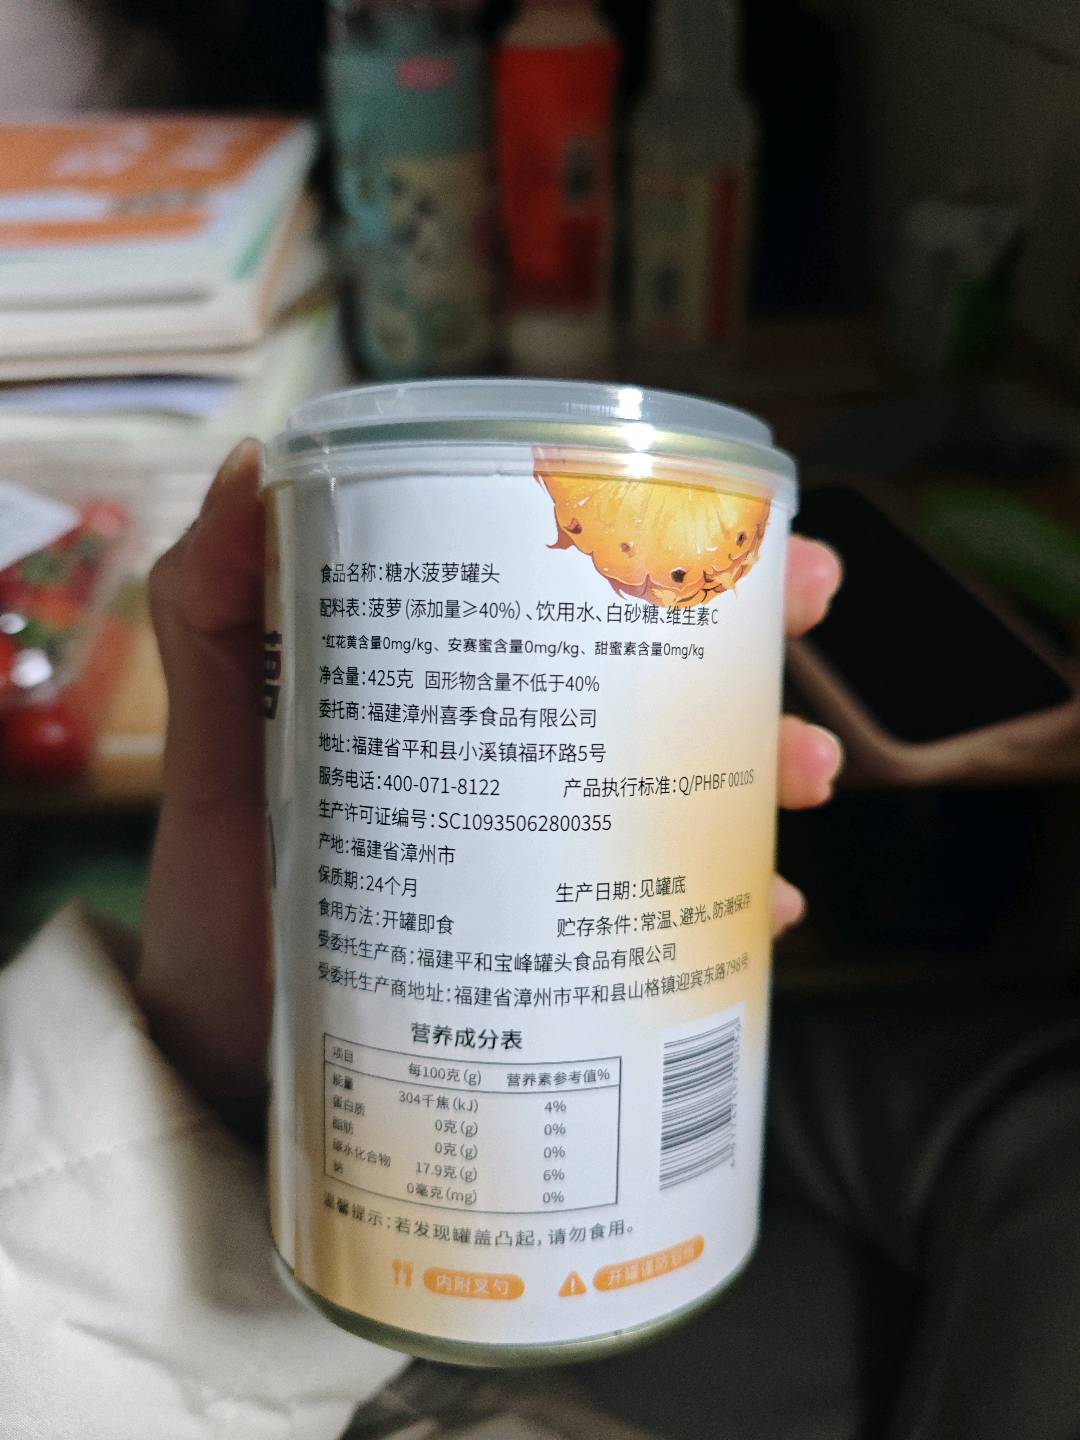 食品名称:糖水菠萝罐头
配料表:菠萝(添加量≥40%)、饮用水、白砂糖、维生素C
*红花黄含量0mg/kg、安赛蜜含量0mg/kg、甜蜜素含量0mg/kg
净含量:425克 固形物含量不低于40%
委托商:福建漳州喜季食品有限公司
地址:福建省平和县小溪镇福环路5号
服务电话:400-071-8122 产品执行标准:Q/PHBF 0010S
生产许可证编号:SC10935062800355
产地:福建省漳州市
保质期:24个月 生产日期:见罐底
食用方法:开罐即食 贮存条件:常温、避光、防潮保存
受委托生产商:福建平和宝峰罐头食品有限公司
受委托生产商地址:福建省漳州市平和县山格镇迎宾东路798号
营养成分表
项目 每100克(g) 营养素参考值%
能量 304千焦(kJ) 4%
蛋白质 0克(g) 0%
脂肪 0克(g) 0%
碳水化合物 17.9克(g) 6%
钠 0毫克(mg) 0%
温馨提示:若发现罐盖凸起,请勿食用。
内附叉勺
开罐谨防划伤